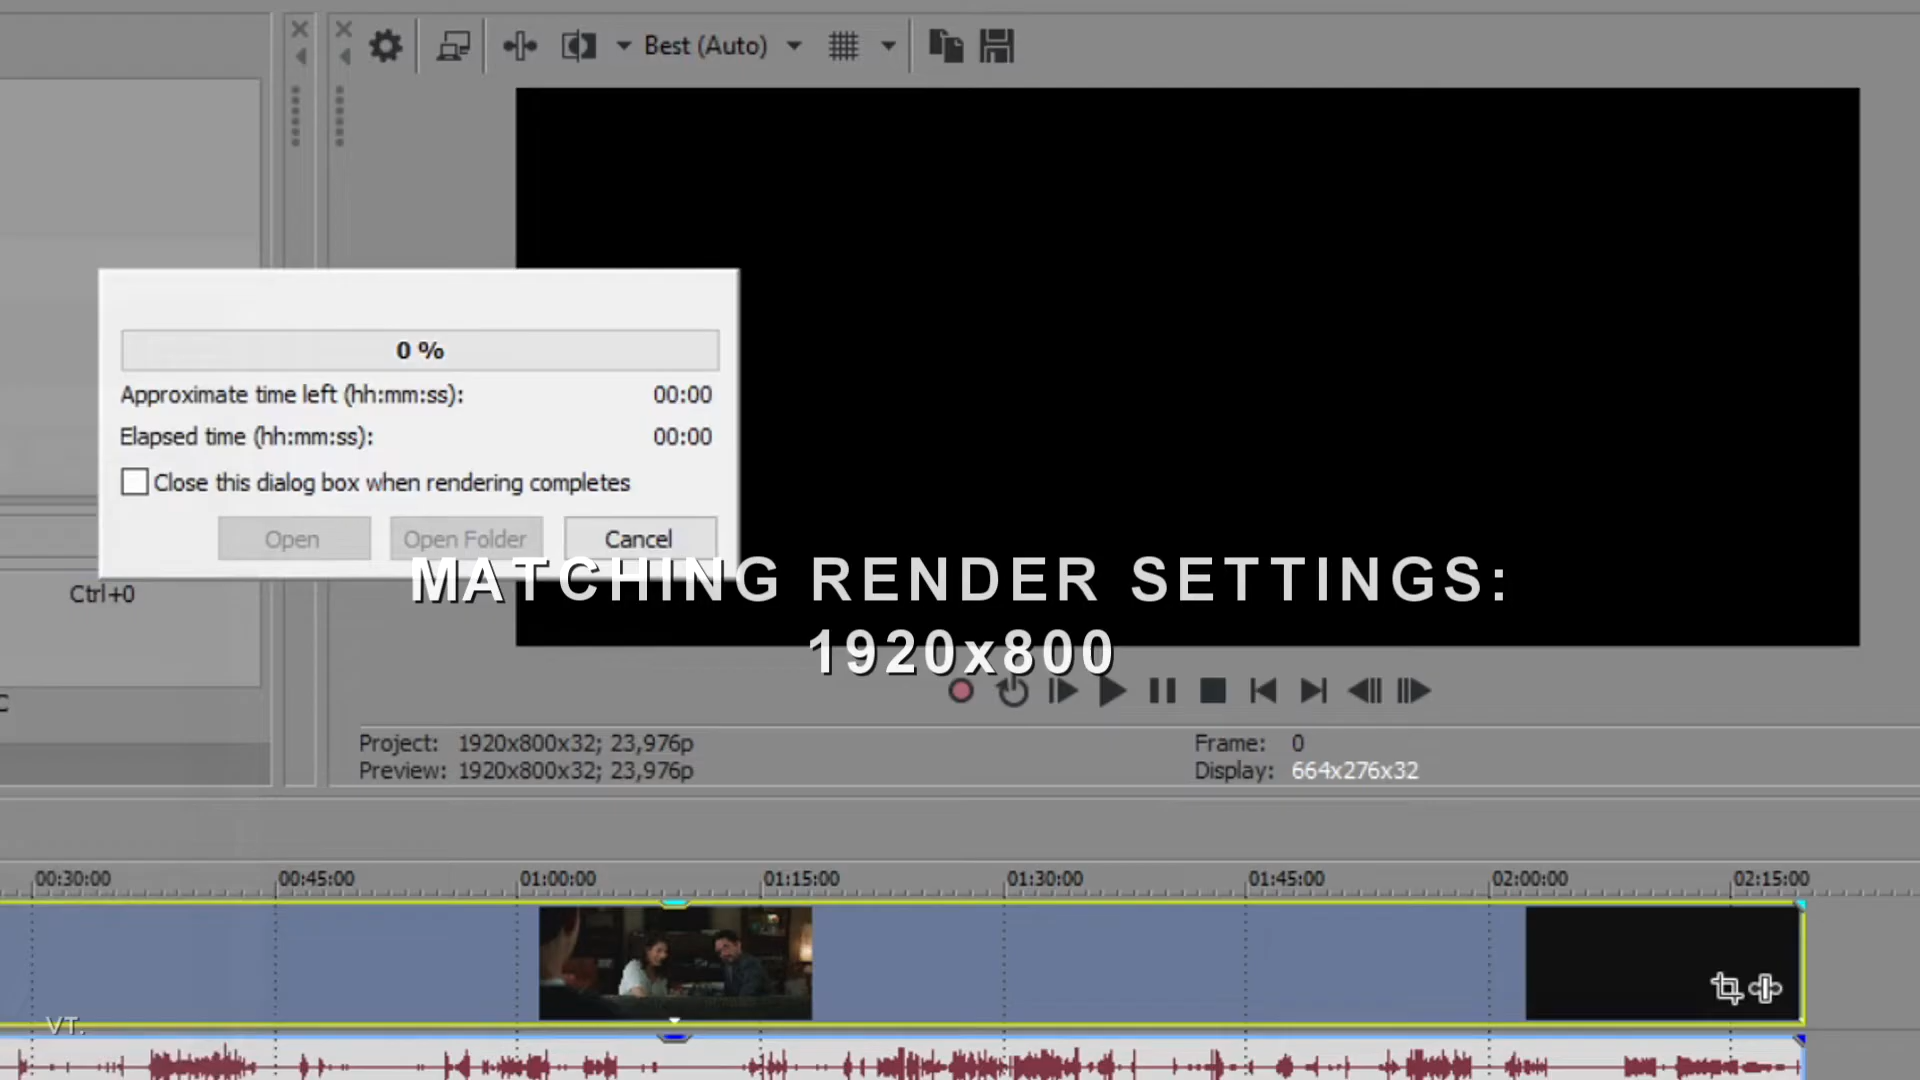 Best (Auto)
0 %
Approximate time left (hh:mm:ss): 00:00
Elapsed time (hh:mm:ss): 00:00
Close this dialog box when rendering completes
Open Open Folder Cancel
MATCHING RENDER SETTINGS:
1920x800
Ctrl+0
C
Project: 1920x800x32; 23,976p
Frame: 0
Preview: 1920x800x32; 23,976p
Display: 664x276x32
00:30:00 00:45:00 01:00:00 01:15:00 01:30:00 01:45:00 02:00:00 02:15:00
VT.